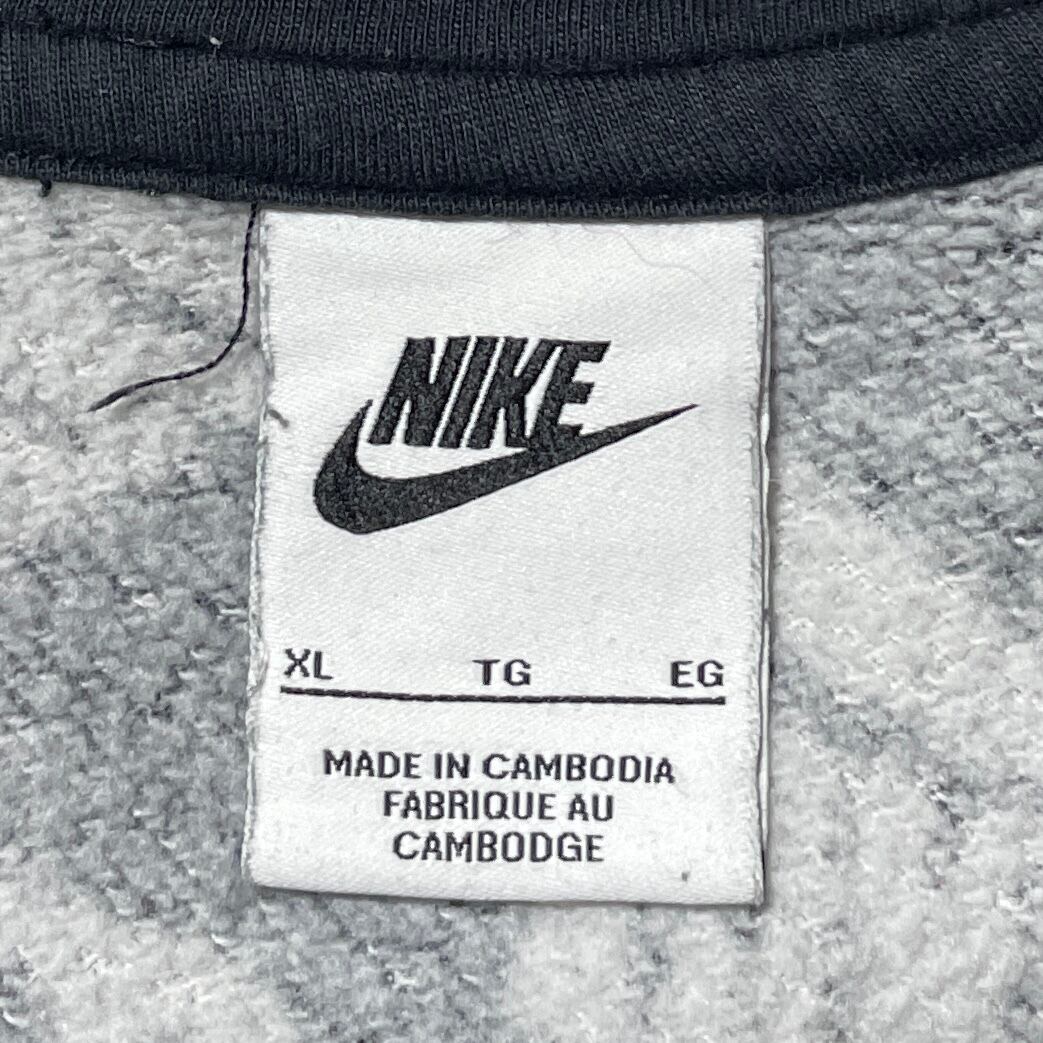 NIKE
XL TG EG
MADE IN CAMBODIA
FABRIQUE AU
CAMBODGE